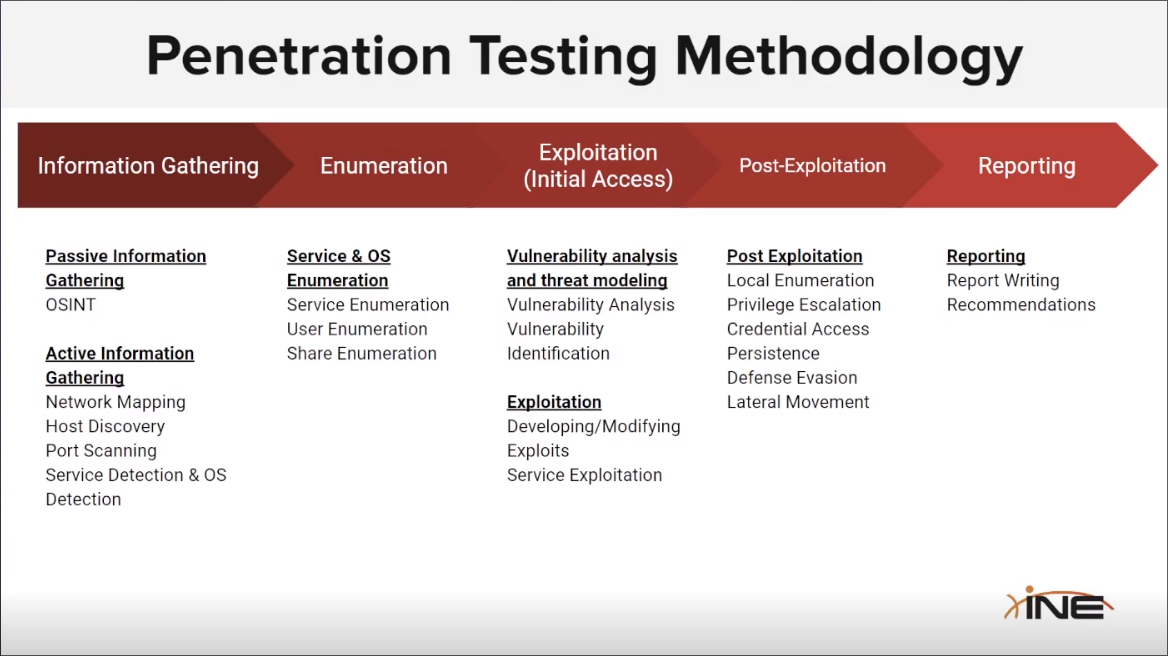 Penetration Testing Methodology
Information Gathering
Enumeration
Exploitation
(Initial Access)
Post-Exploitation
Reporting
Passive Information
Gathering
OSINT
Active Information
Gathering
Network Mapping
Host Discovery
Port Scanning
Service Detection & OS
Detection
Service & OS
Enumeration
Service Enumeration
User Enumeration
Share Enumeration
Vulnerability analysis
and threat modeling
Vulnerability Analysis
Vulnerability
Identification
Exploitation
Developing/Modifying
Exploits
Service Exploitation
Post Exploitation
Local Enumeration
Privilege Escalation
Credential Access
Persistence
Defense Evasion
Lateral Movement
Reporting
Report Writing
Recommendations
iNE